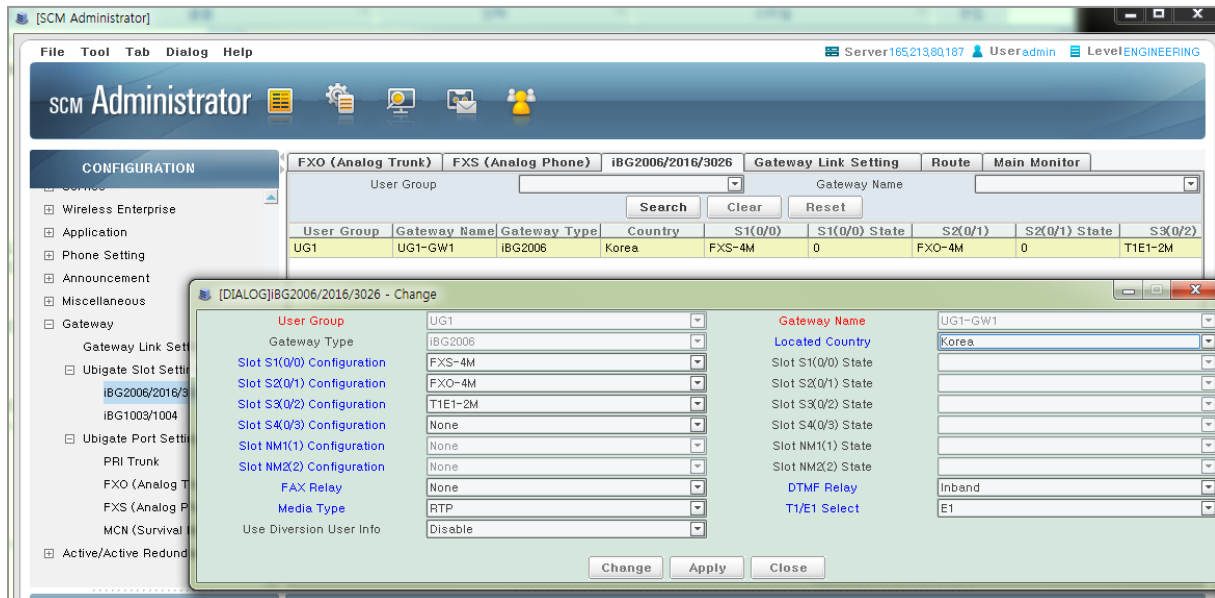 [SCM Administrator]
File Tool Tab Dialog Help
Server165,213,80,187 Useradmin LevelENGINEERING
SCM Administrator
CONFIGURATION
Wireless Enterprise
Application
Phone Setting
Announcement
Miscellaneous
Gateway
Gateway Link Sett
Ubigate Slot Settin
iBG2006/2016/3
iBG1003/1004
Ubigate Port Settin
PRI Trunk
FXO (Analog T
FXS (Analog P
MCN (Survival
Active/Active Redund
FXO (Analog Trunk) FXS (Analog Phone) iBG2006/2016/3026 Gateway Link Setting Route Main Monitor
User Group Gateway Name
Search Clear Reset
User Group Gateway Name Gateway Type Country S1(0/0) S1(0/0) State S2(0/1) S2(0/1) State S3(0/2)
UG1 UG1-GW1 iBG2006 Korea FXS-4M 0 FXO-4M 0 T1E1-2M
[DIALOG]iBG2006/2016/3026 - Change
User Group UG1 Gateway Name UG1-GW1
Gateway Type iBG2006 Located Country Korea
Slot S1(0/0) Configuration FXS-4M Slot S1(0/0) State
Slot S2(0/1) Configuration FXO-4M Slot S2(0/1) State
Slot S3(0/2) Configuration T1E1-2M Slot S3(0/2) State
Slot S4(0/3) Configuration None Slot S4(0/3) State
Slot NM1(1) Configuration None Slot NM1(1) State
Slot NM2(2) Configuration None Slot NM2(2) State
FAX Relay None DTMF Relay Inband
Media Type RTP T1/E1 Select E1
Use Diversion User Info Disable
Change Apply Close